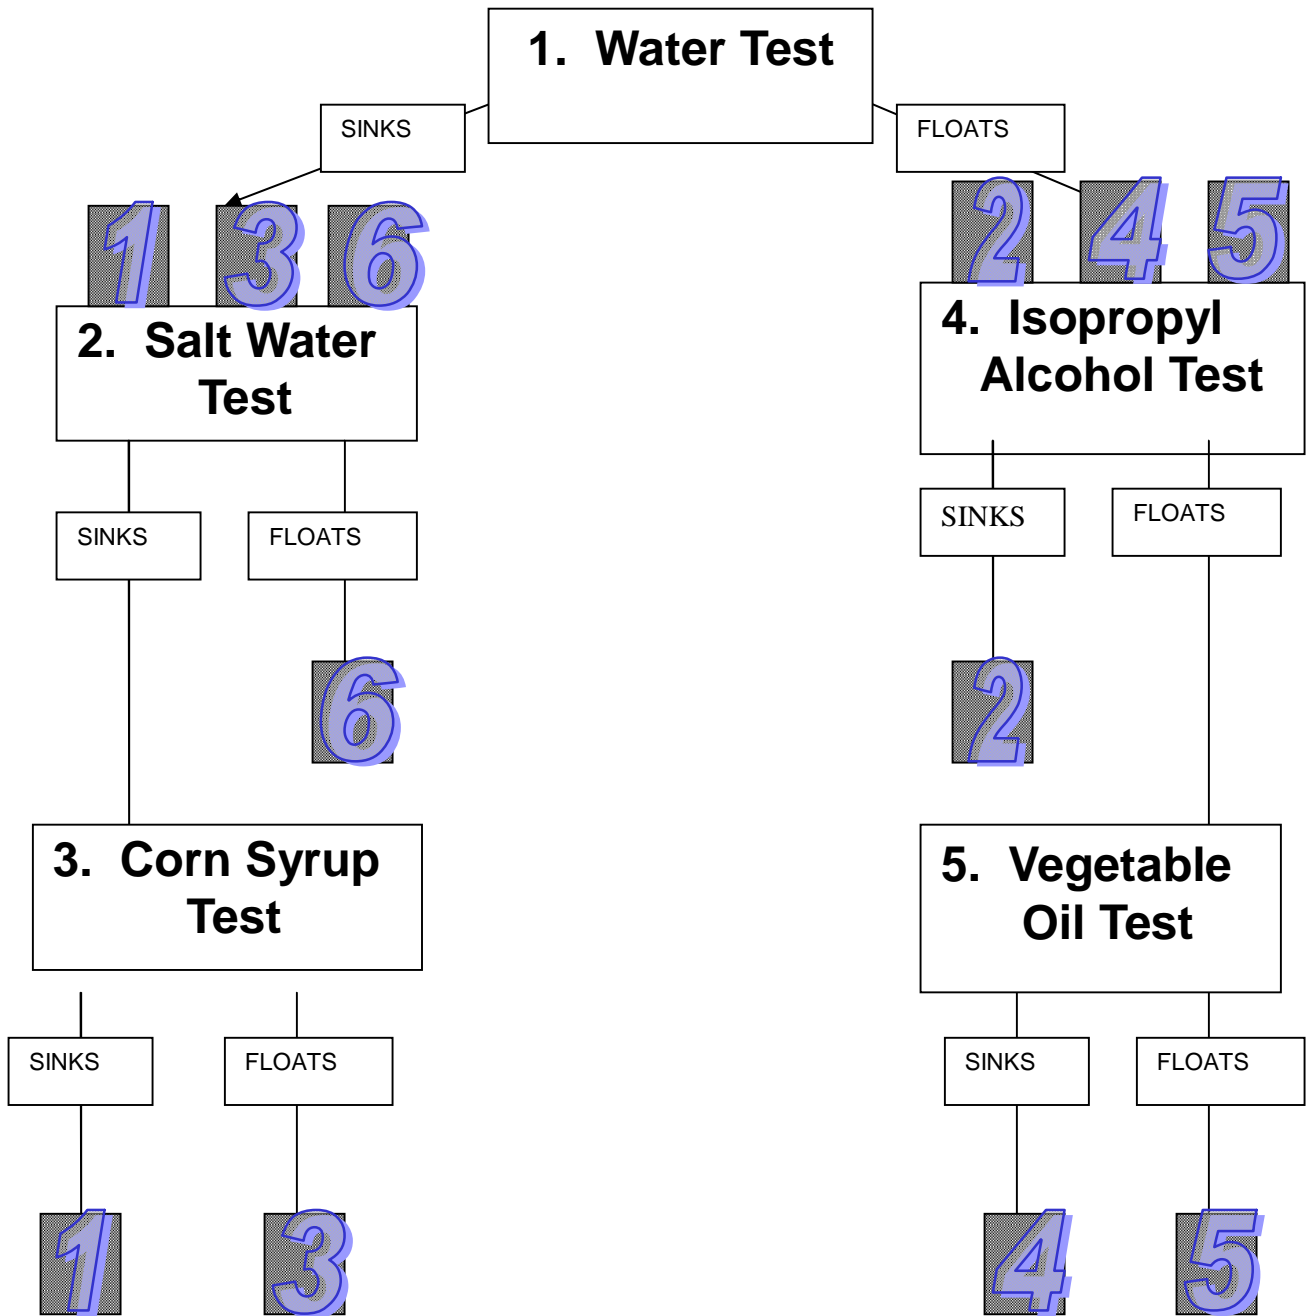 1. Water Test
SINKS
FLOATS
1 3 6
2 4 5
2. Salt Water
Test
4. Isopropyl
Alcohol Test
SINKS
FLOATS
SINKS
FLOATS
6
2
3. Corn Syrup
Test
5. Vegetable
Oil Test
SINKS
FLOATS
SINKS
FLOATS
1
3
4
5